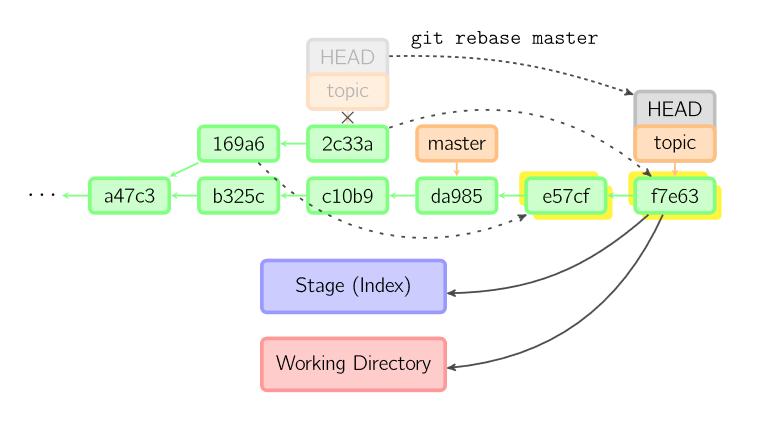 git rebase master
HEAD
topic
HEAD
169a6
2c33a
master
topic
...
a47c3
b325c
c10b9
da985
e57cf
f7e63
Stage (Index)
Working Directory